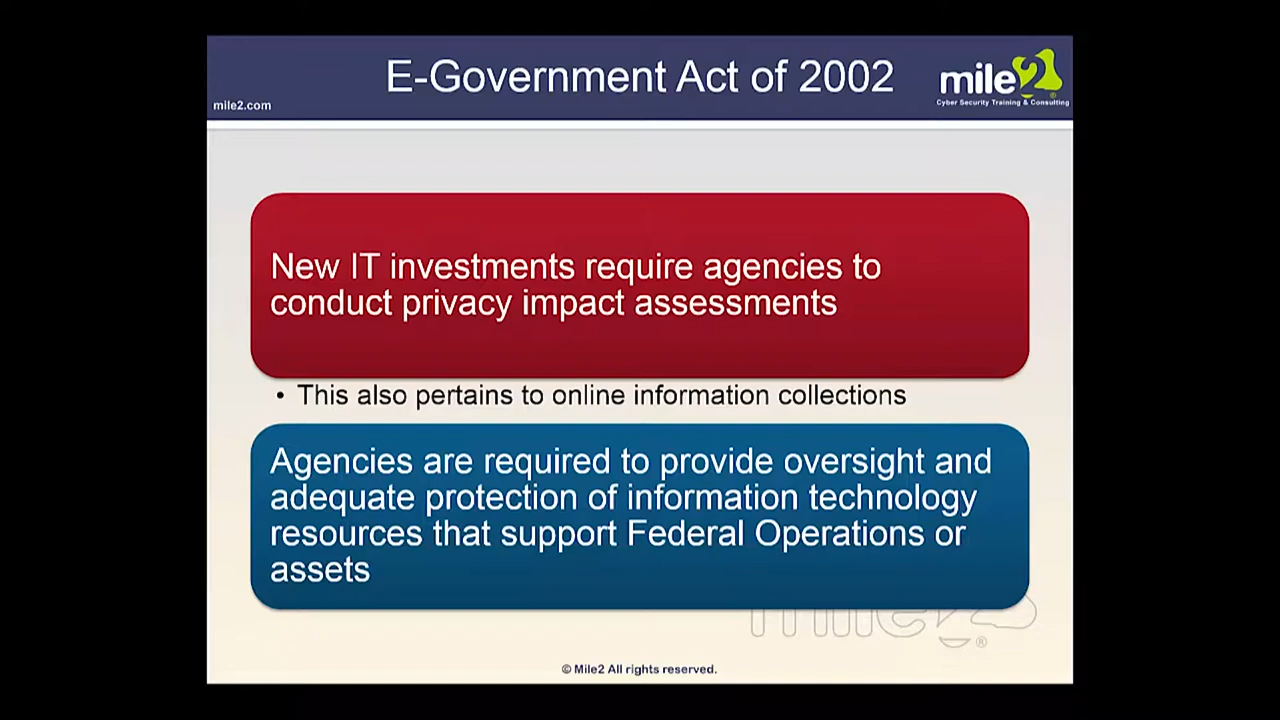 E-Government Act of 2002
mile2.com
mile2
Cyber Security Training & Consulting
New IT investments require agencies to
conduct privacy impact assessments
• This also pertains to online information collections
Agencies are required to provide oversight and
adequate protection of information technology
resources that support Federal Operations or
assets
mile2
®
© Mile2 All rights reserved.